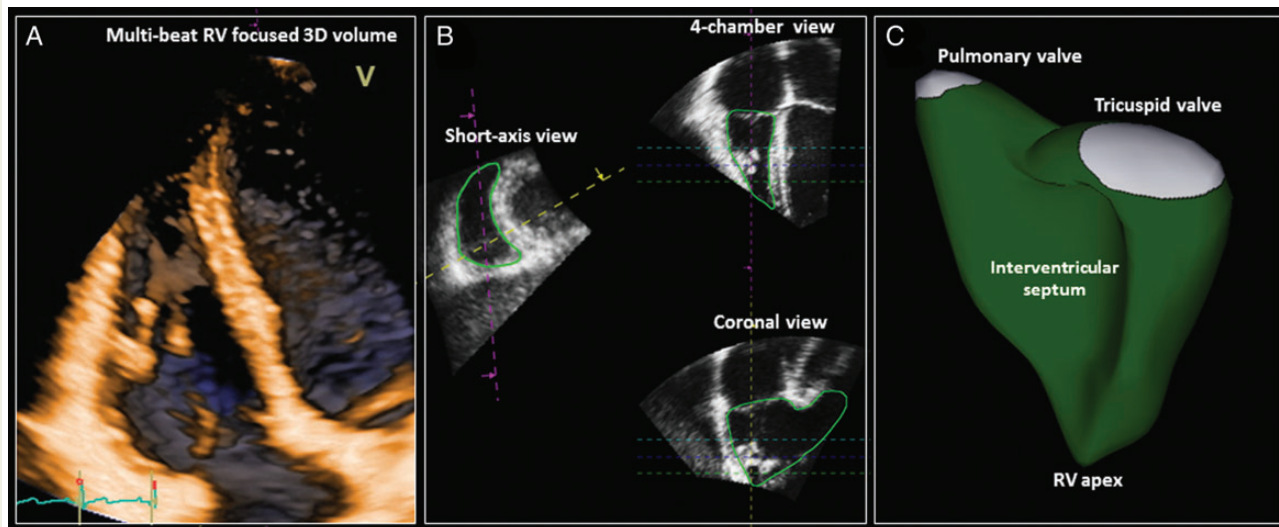 A
Multi-beat RV focused 3D volume
V
B
4-chamber view
Short-axis view
Coronal view
C
Pulmonary valve
Tricuspid valve
Interventricular
septum
RV apex